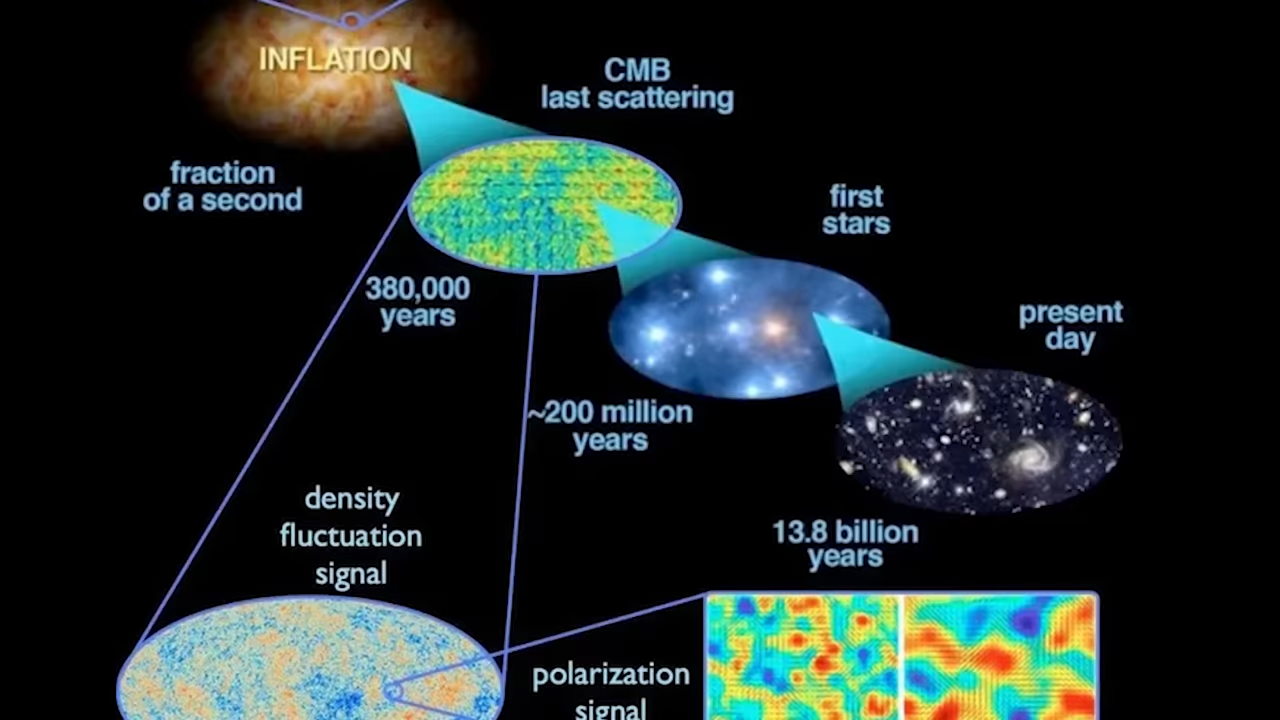 INFLATION
CMB
last scattering
fraction
of a second
first
stars
380,000
years
present
day
~200 million
years
density
fluctuation
signal
13.8 billion
years
polarization
signal